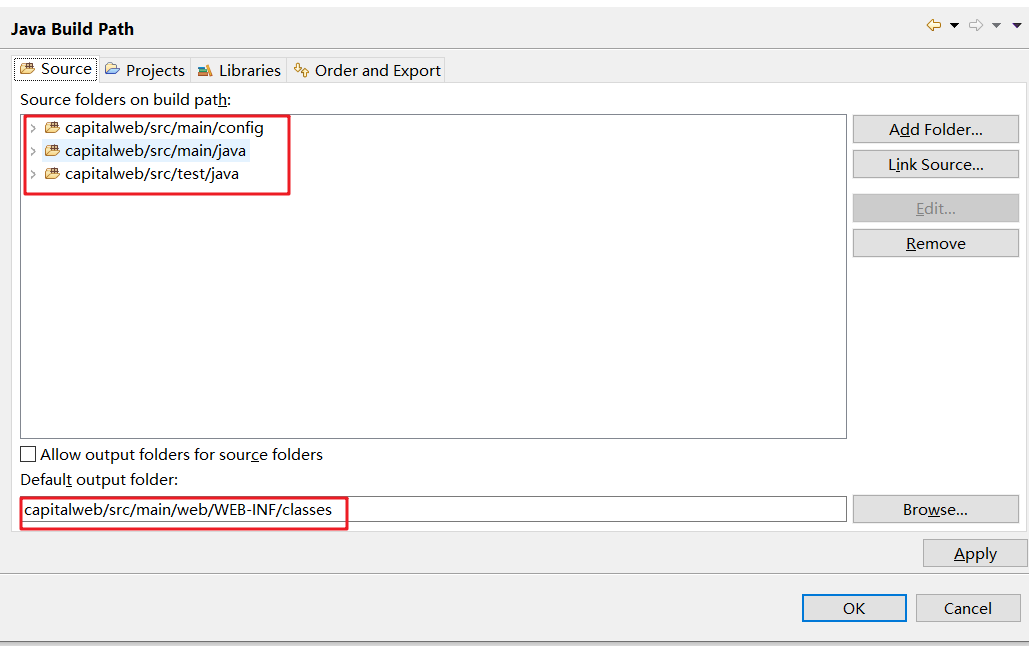 Java Build Path
Source Projects Libraries Order and Export
Source folders on build path:
capitalweb/src/main/config
capitalweb/src/main/java
capitalweb/src/test/java
Add Folder...
Link Source...
Edit...
Remove
Allow output folders for source folders
Default output folder:
capitalweb/src/main/web/WEB-INF/classes
Browse...
Apply
OK Cancel